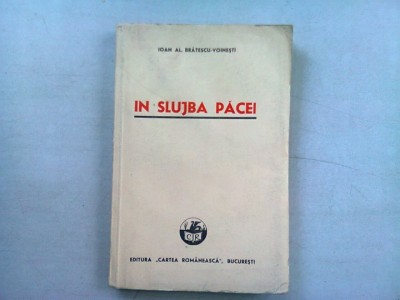 IOAN AL. BRĂTESCU-VOINEȘTI
IN SLUJBA PĂCEI
EDITURA „CARTEA ROMÂNEASCĂ", BUCUREȘTI